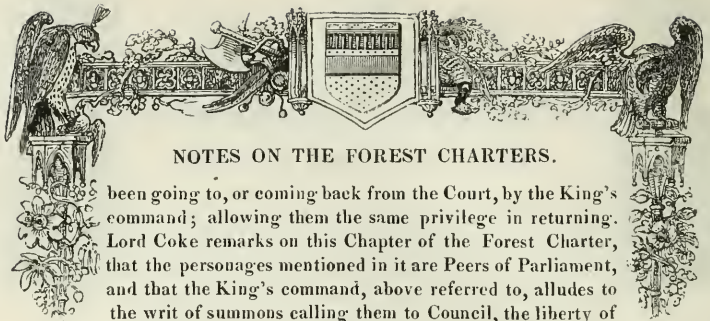 NOTES ON THE FOREST CHARTERS.
been going to, or coming back from the Court, by the King's
command; allowing them the same privilege in returning.
Lord Coke remarks on this Chapter of the Forest Charter,
that the personages mentioned in it are Peers of Parliament,
and that the King's command, above referred to, alludes to
the writ of summons calling them to Council, the liberty of